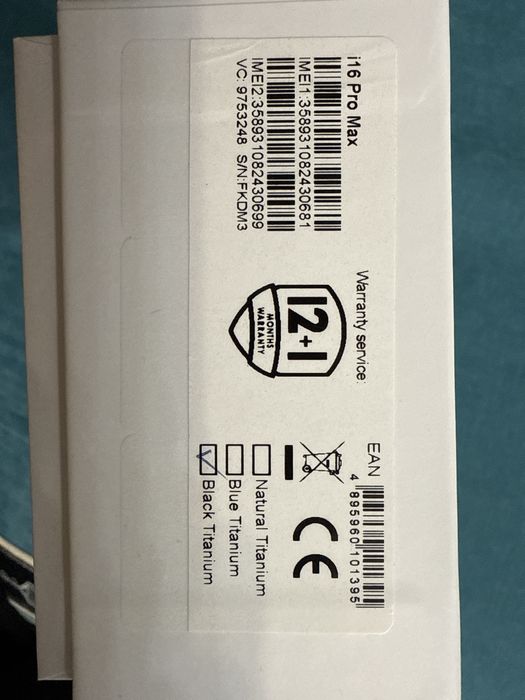 i16 Pro Max
IMEI1:358931082430681
IMEI2:358931082430699
VC: 9753248 S/N:FKDM3
Warranty service:
12+1
MONTHS
WARRANTY
EAN
4 895960 101395
CE
Natural Titanium
Blue Titanium
Black Titanium